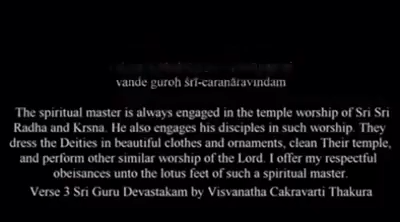 vande guroḥ śrī-caraṇāravindam
The spiritual master is always engaged in the temple worship of Sri Sri
Radha and Krsna. He also engages his disciples in such worship. They
dress the Deities in beautiful clothes and ornaments, clean Their temple,
and perform other similar worship of the Lord. I offer my respectful
obeisances unto the lotus feet of such a spiritual master.
Verse 3 Sri Guru Devastakam by Visvanatha Cakravarti Thakura